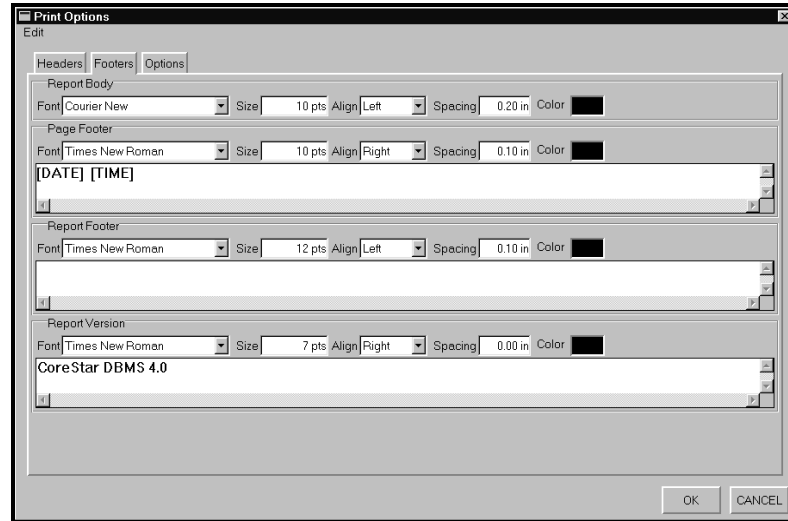 Print Options
Edit
Headers Footers Options
Report Body
Font Courier New Size 10 pts Align Left Spacing 0.20 in Color
Page Footer
Font Times New Roman Size 10 pts Align Right Spacing 0.10 in Color
[DATE] [TIME]
Report Footer
Font Times New Roman Size 12 pts Align Left Spacing 0.10 in Color
Report Version
Font Times New Roman Size 7 pts Align Right Spacing 0.00 in Color
CoreStar DBMS 4.0
OK CANCEL